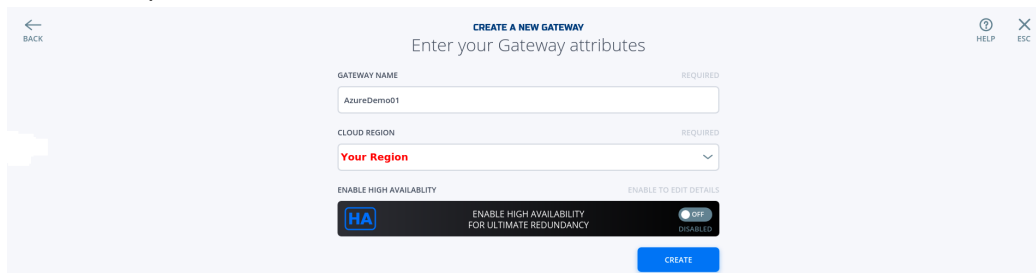 BACK
CREATE A NEW GATEWAY
Enter your Gateway attributes
HELP
ESC
GATEWAY NAME
REQUIRED
AzureDemo01
CLOUD REGION
REQUIRED
Your Region
ENABLE HIGH AVAILABLITY
ENABLE TO EDIT DETAILS
HA
ENABLE HIGH AVAILABILITY
FOR ULTIMATE REDUNDANCY
OFF
DISABLED
CREATE